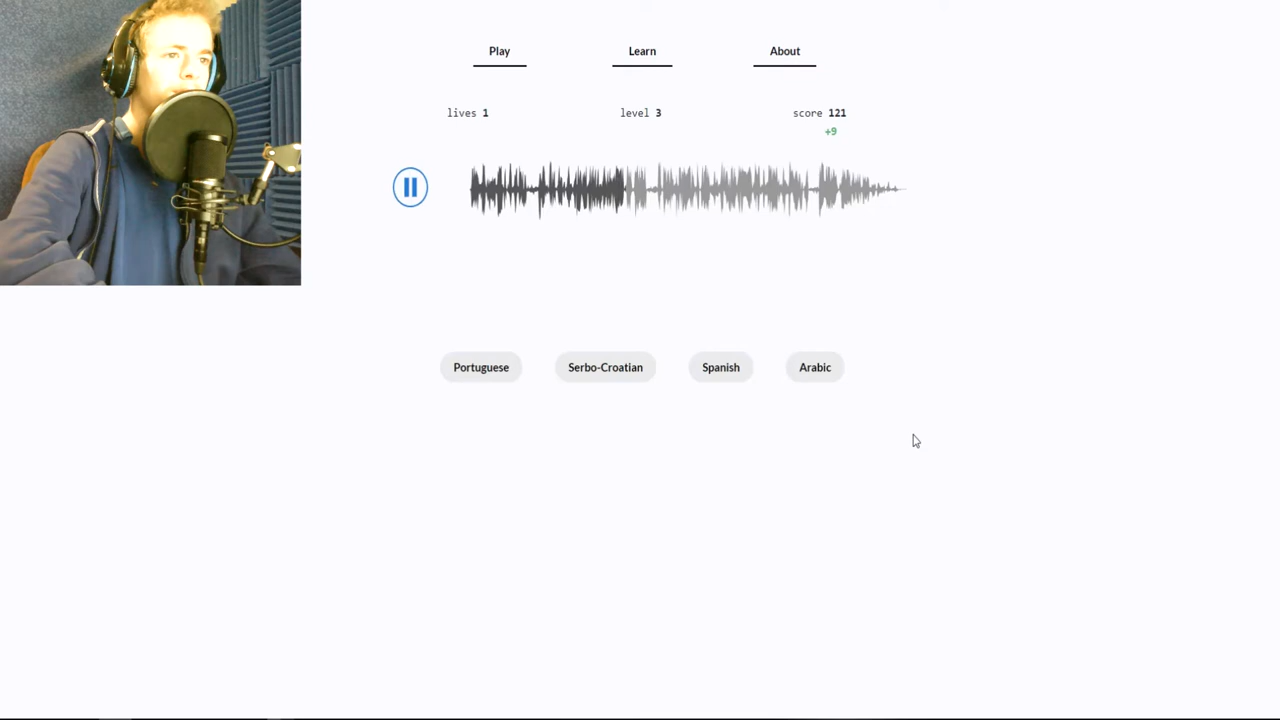 Play Learn About
lives 1 level 3 score 121
+9
Portuguese Serbo-Croatian Spanish Arabic